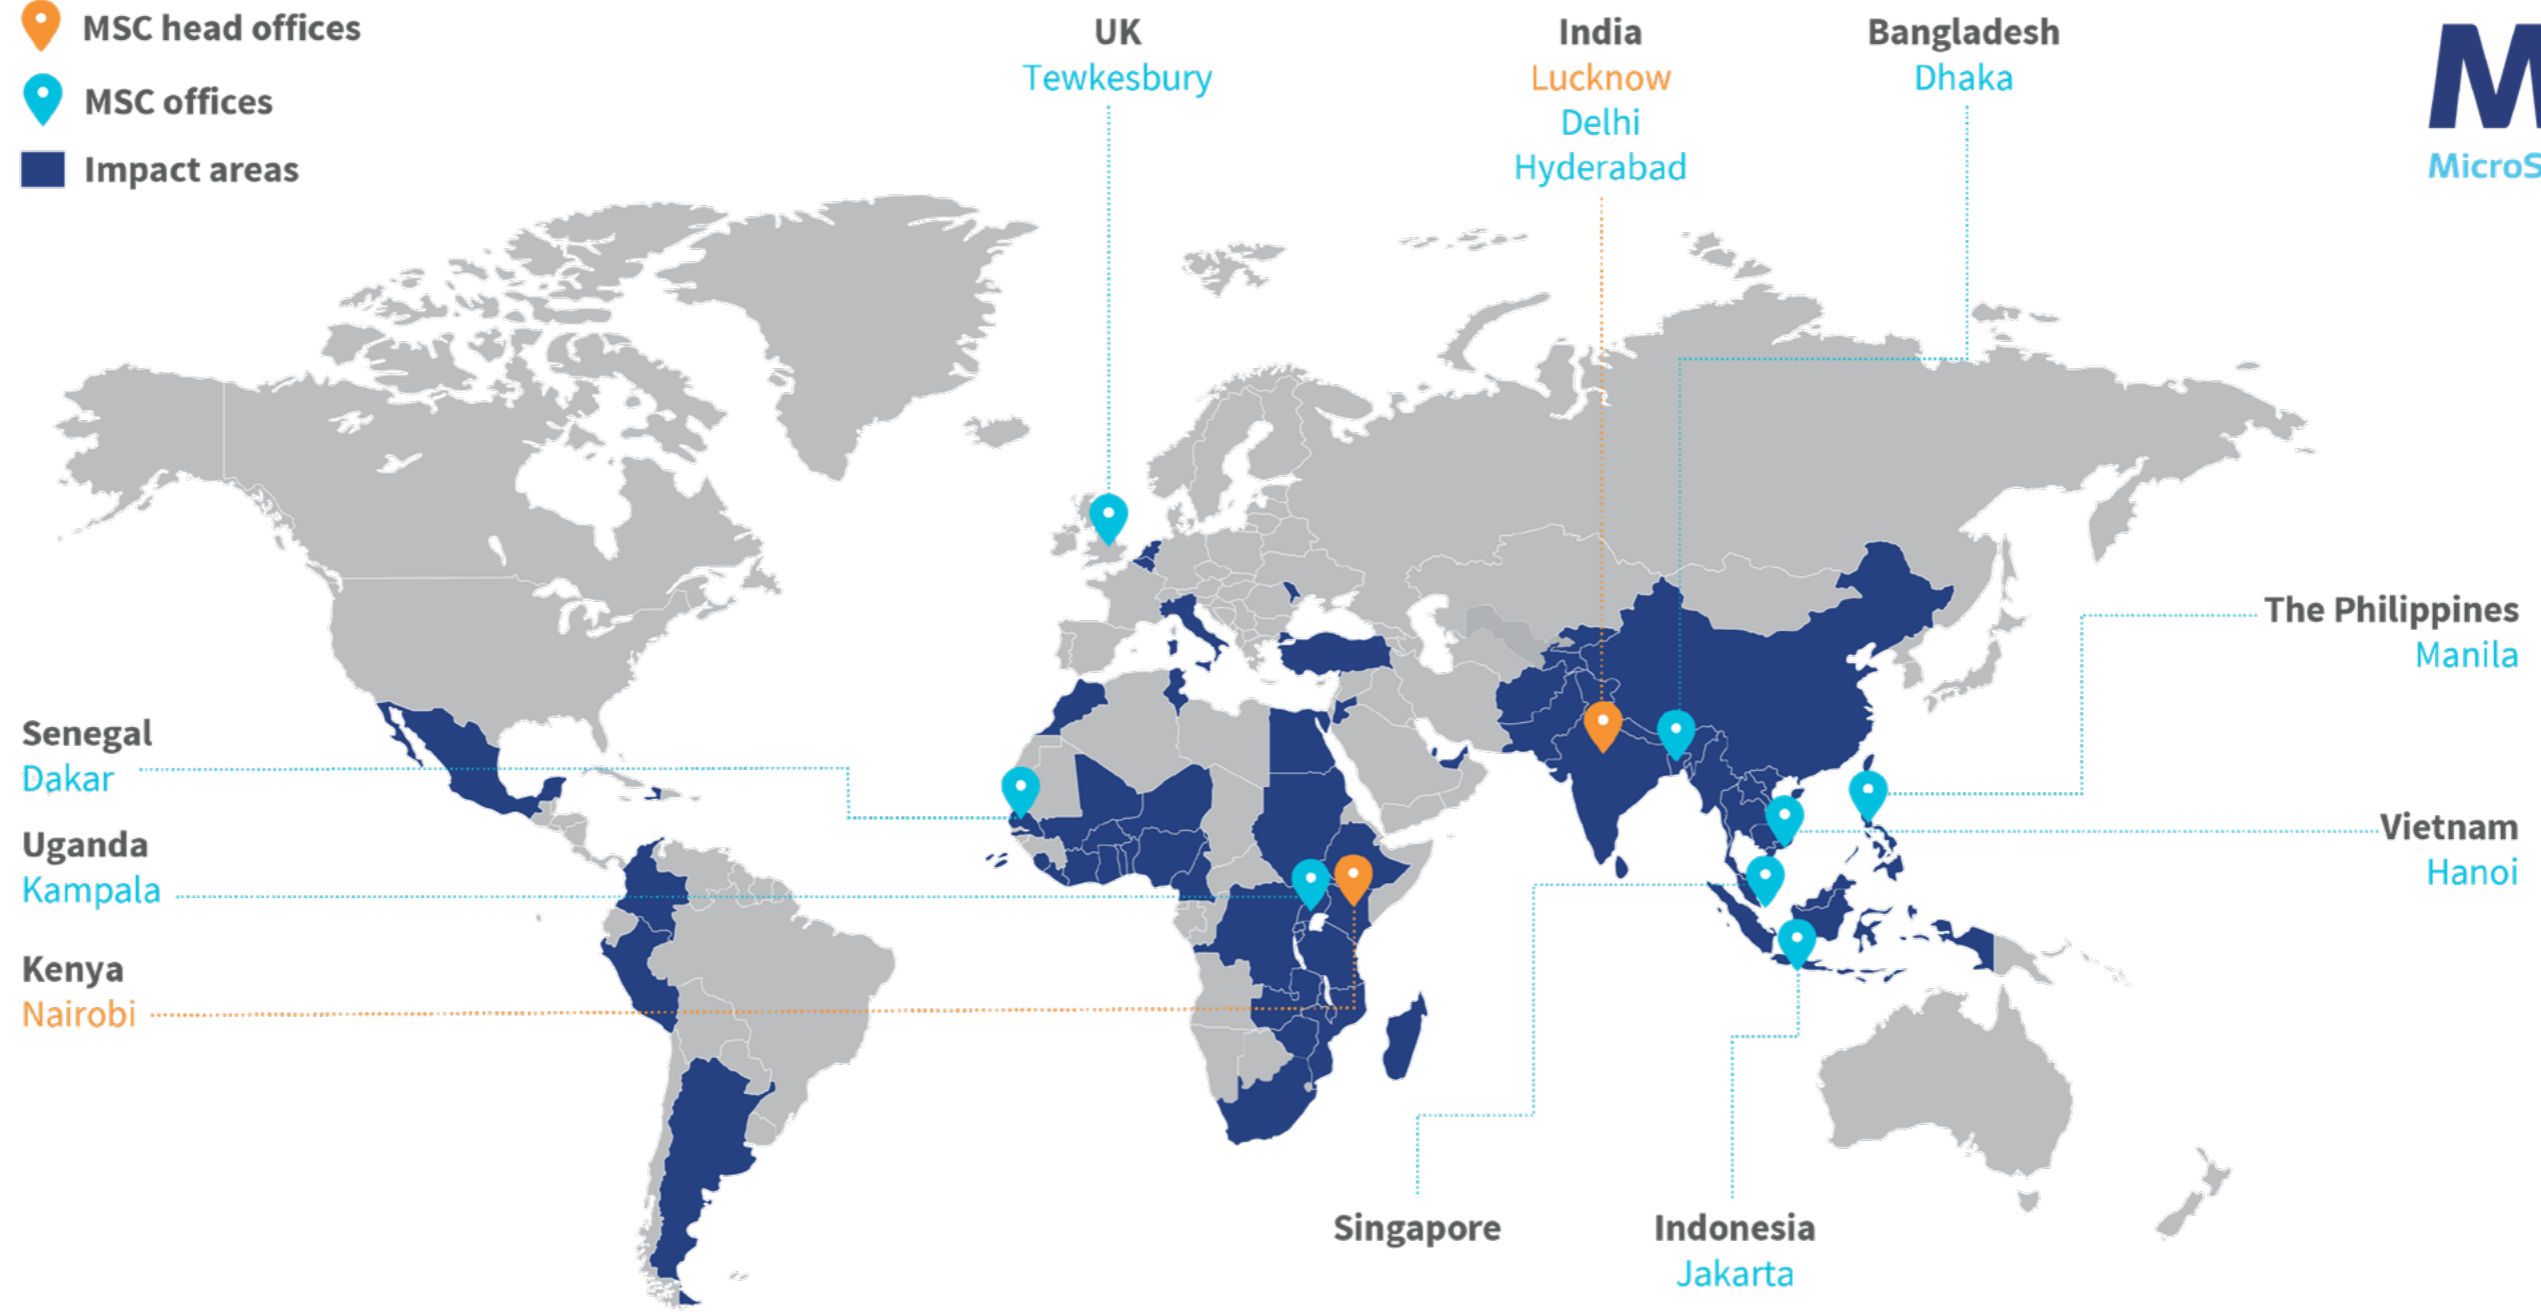 MSC head offices
MSC offices
Impact areas
UK
Tewkesbury
India
Lucknow
Delhi
Hyderabad
Bangladesh
Dhaka
M
MicroS
The Philippines
Manila
Vietnam
Hanoi
Senegal
Dakar
Uganda
Kampala
Kenya
Nairobi
Singapore
Indonesia
Jakarta